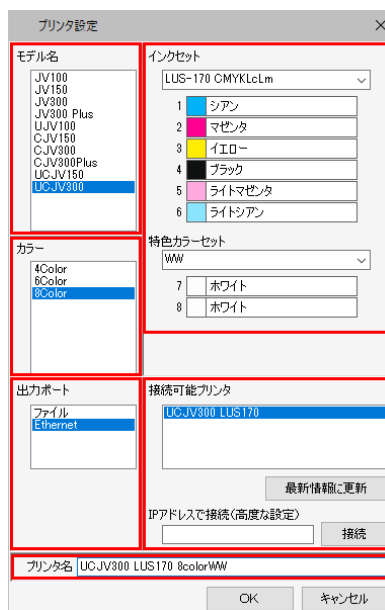 プリンタ設定
モデル名
JV100
JV150
JV300
JV300 Plus
UJV100
CJV150
CJV300
CJV300Plus
UCJV150
UCJV300
インクセット
LUS-170 CMYKLcLm
1 シアン
2 マゼンタ
3 イエロー
4 ブラック
5 ライトマゼンタ
6 ライトシアン
カラー
4Color
6Color
8Color
特色カラーセット
WW
7 ホワイト
8 ホワイト
出力ポート
ファイル
Ethernet
接続可能プリンタ
UCJV300 LUS170
最新情報に更新
IPアドレスで接続(高度な設定)
接続
プリンタ名 UCJV300 LUS170 8colorWW
OK キャンセル